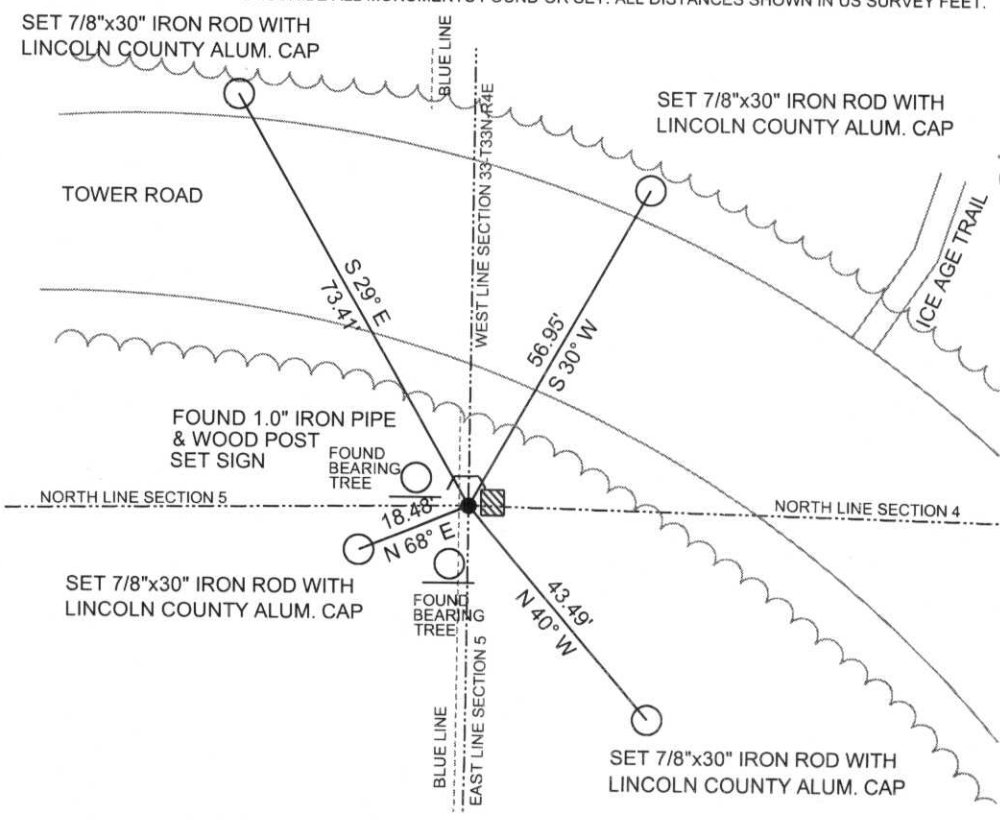 ALL DISTANCES SHOWN IN US SURVEY FEET.
SET 7/8"x30" IRON ROD WITH
LINCOLN COUNTY ALUM. CAP
BLUE LINE
WEST LINE SECTION 33-T33N-R4E
SET 7/8"x30" IRON ROD WITH
LINCOLN COUNTY ALUM. CAP
TOWER ROAD
ICE AGE TRAIL
S 29° E
73.41'
56.95'
S 30° W
FOUND 1.0" IRON PIPE
& WOOD POST
SET SIGN
FOUND
BEARING
TREE
NORTH LINE SECTION 5
NORTH LINE SECTION 4
18.48'
N 68° E
SET 7/8"x30" IRON ROD WITH
LINCOLN COUNTY ALUM. CAP
FOUND
BEARING
TREE
43.49'
N 40° W
BLUE LINE
EAST LINE SECTION 5
SET 7/8"x30" IRON ROD WITH
LINCOLN COUNTY ALUM. CAP